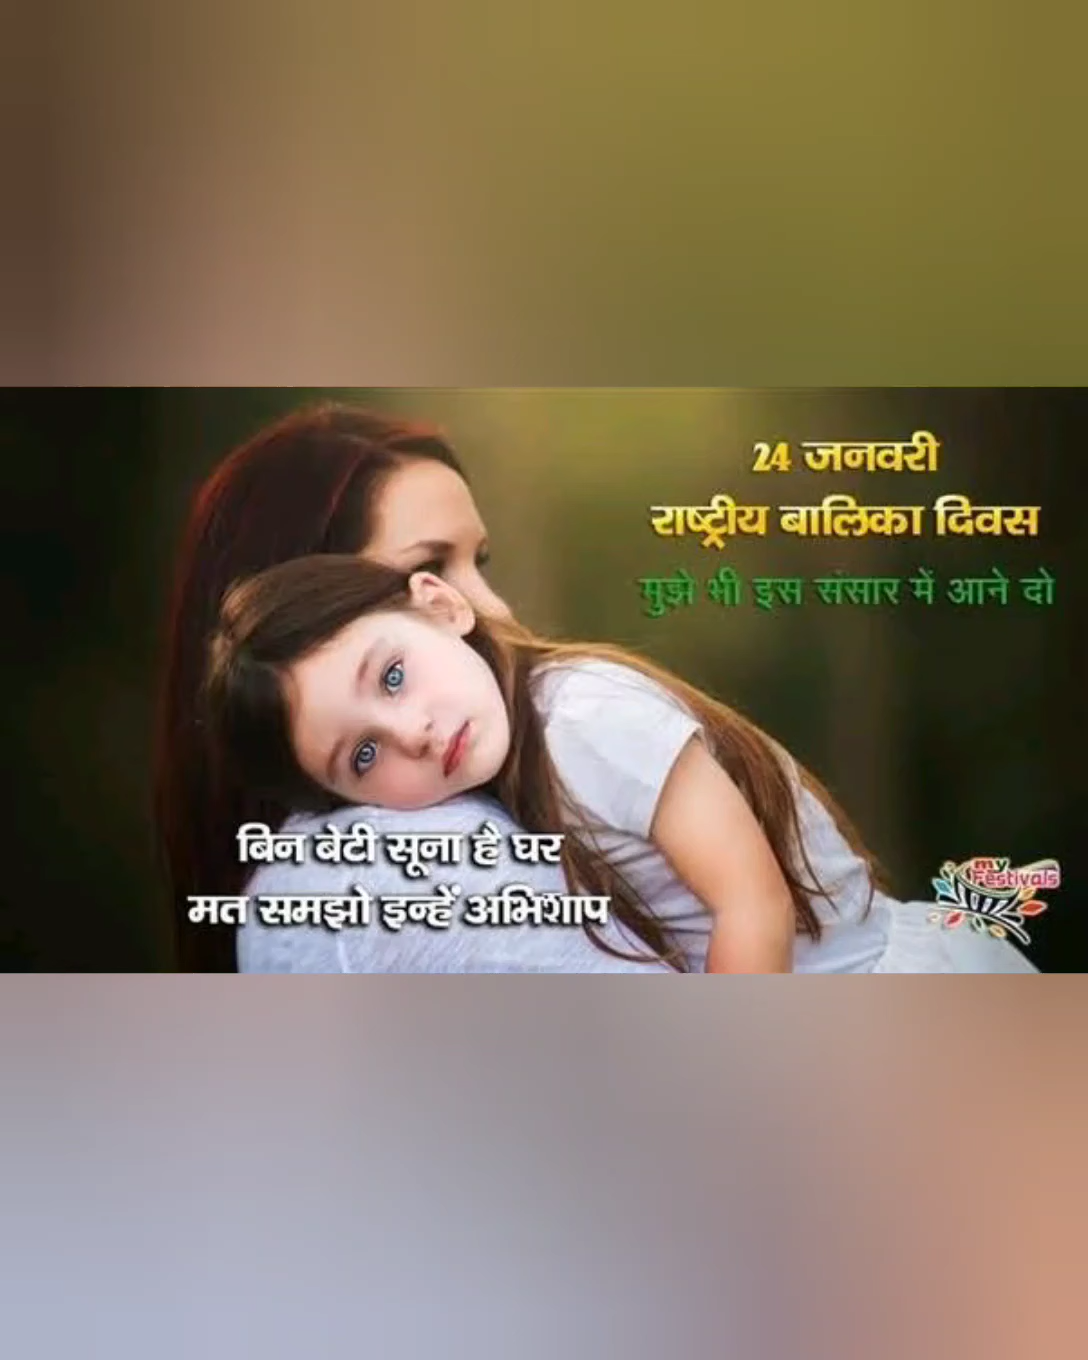 24 जनवरी
राष्ट्रीय बालिका दिवस
मुझे भी इस संसार में आने दो
बिन बेटी सूना है घर
मत समझो इन्हें अभिशाप
my
Festivals